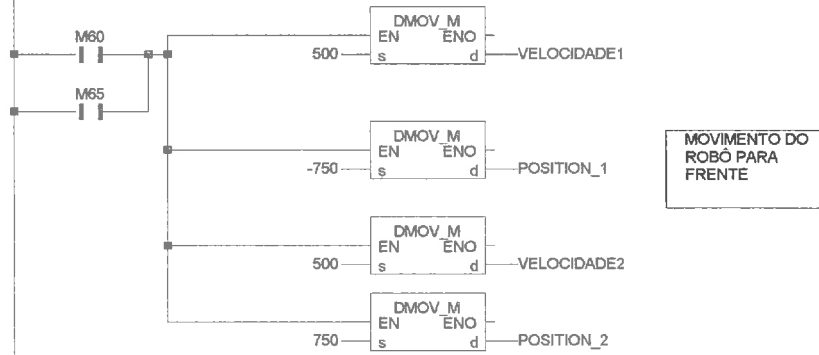 DMOV_M
M60
EN ENO
500 s d VELOCIDADE1
M65
DMOV_M
EN ENO
-750 s d POSITION_1
MOVIMENTO DO
ROBÔ PARA
FRENTE
DMOV_M
EN ENO
500 s d VELOCIDADE2
DMOV_M
EN ENO
750 s d POSITION_2